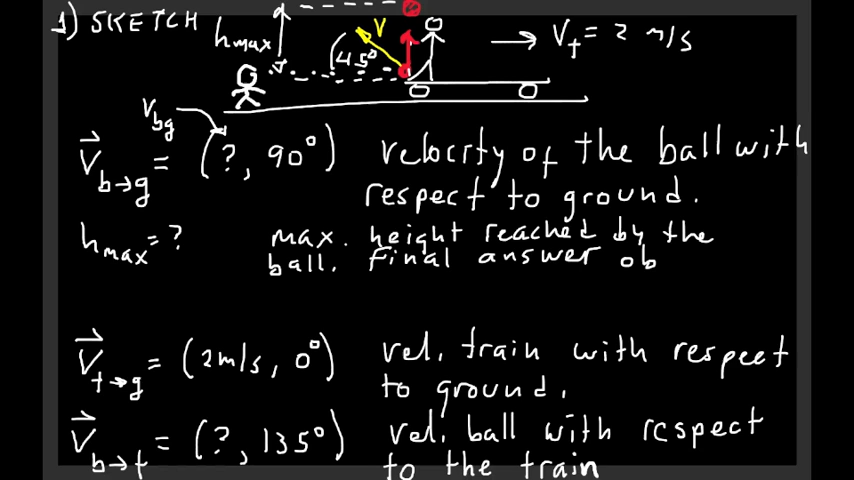 1) SKETCH
hmax
V
45°
Vt = 2 m/s
Vbg
V⃗b→g = (?, 90°) velocity of the ball with
respect to ground.
hmax = ? max. height reached by the
ball. Final answer ob
V⃗t→g = (2m/s, 0°) vel. train with respect
to ground.
V⃗b→t = (?, 135°) vel. ball with respect
to the train